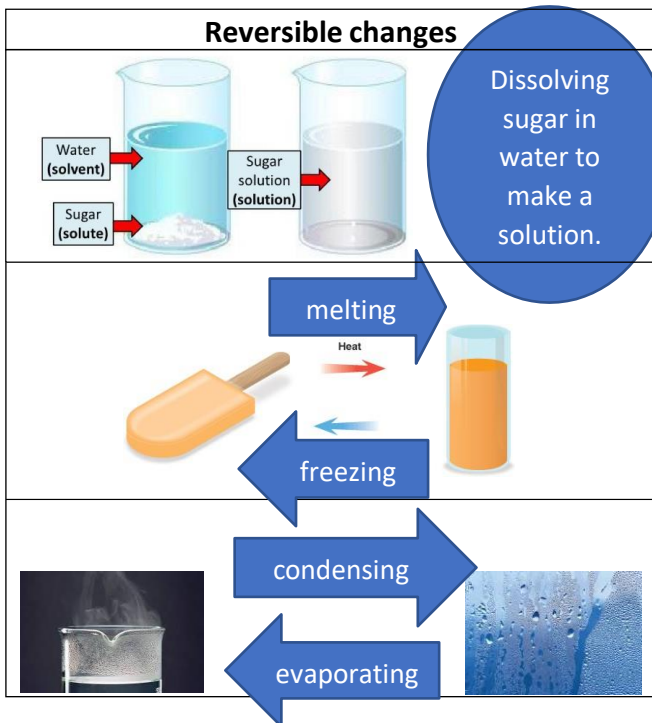 Reversible changes
Water
(solvent)
Sugar
(solute)
Sugar
solution
(solution)
Dissolving
sugar in
water to
make a
solution.
melting
Heat
freezing
condensing
evaporating